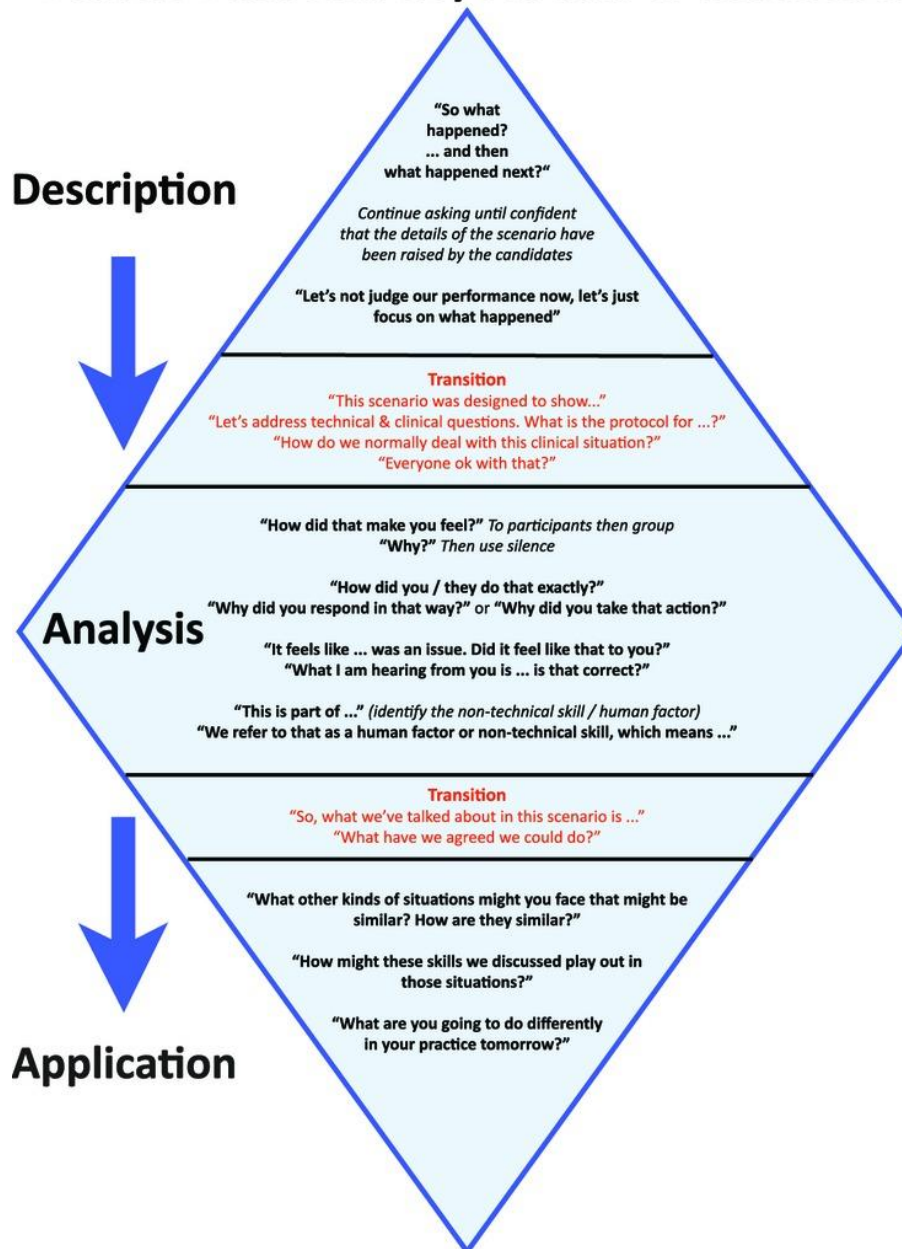 Description
“So what
happened?
... and then
what happened next?“
Continue asking until confident
that the details of the scenario have
been raised by the candidates
“Let’s not judge our performance now, let’s just
focus on what happened”
Transition
“This scenario was designed to show...”
“Let’s address technical & clinical questions. What is the protocol for ...?”
“How do we normally deal with this clinical situation?”
“Everyone ok with that?”
Analysis
“How did that make you feel?” To participants then group
“Why?” Then use silence
“How did you / they do that exactly?”
“Why did you respond in that way?” or “Why did you take that action?”
“It feels like ... was an issue. Did it feel like that to you?”
“What I am hearing from you is ... is that correct?”
“This is part of ...” (identify the non-technical skill / human factor)
“We refer to that as a human factor or non-technical skill, which means ...”
Transition
“So, what we’ve talked about in this scenario is ...”
“What have we agreed we could do?”
Application
“What other kinds of situations might you face that might be
similar? How are they similar?”
“How might these skills we discussed play out in
those situations?”
“What are you going to do differently
in your practice tomorrow?”